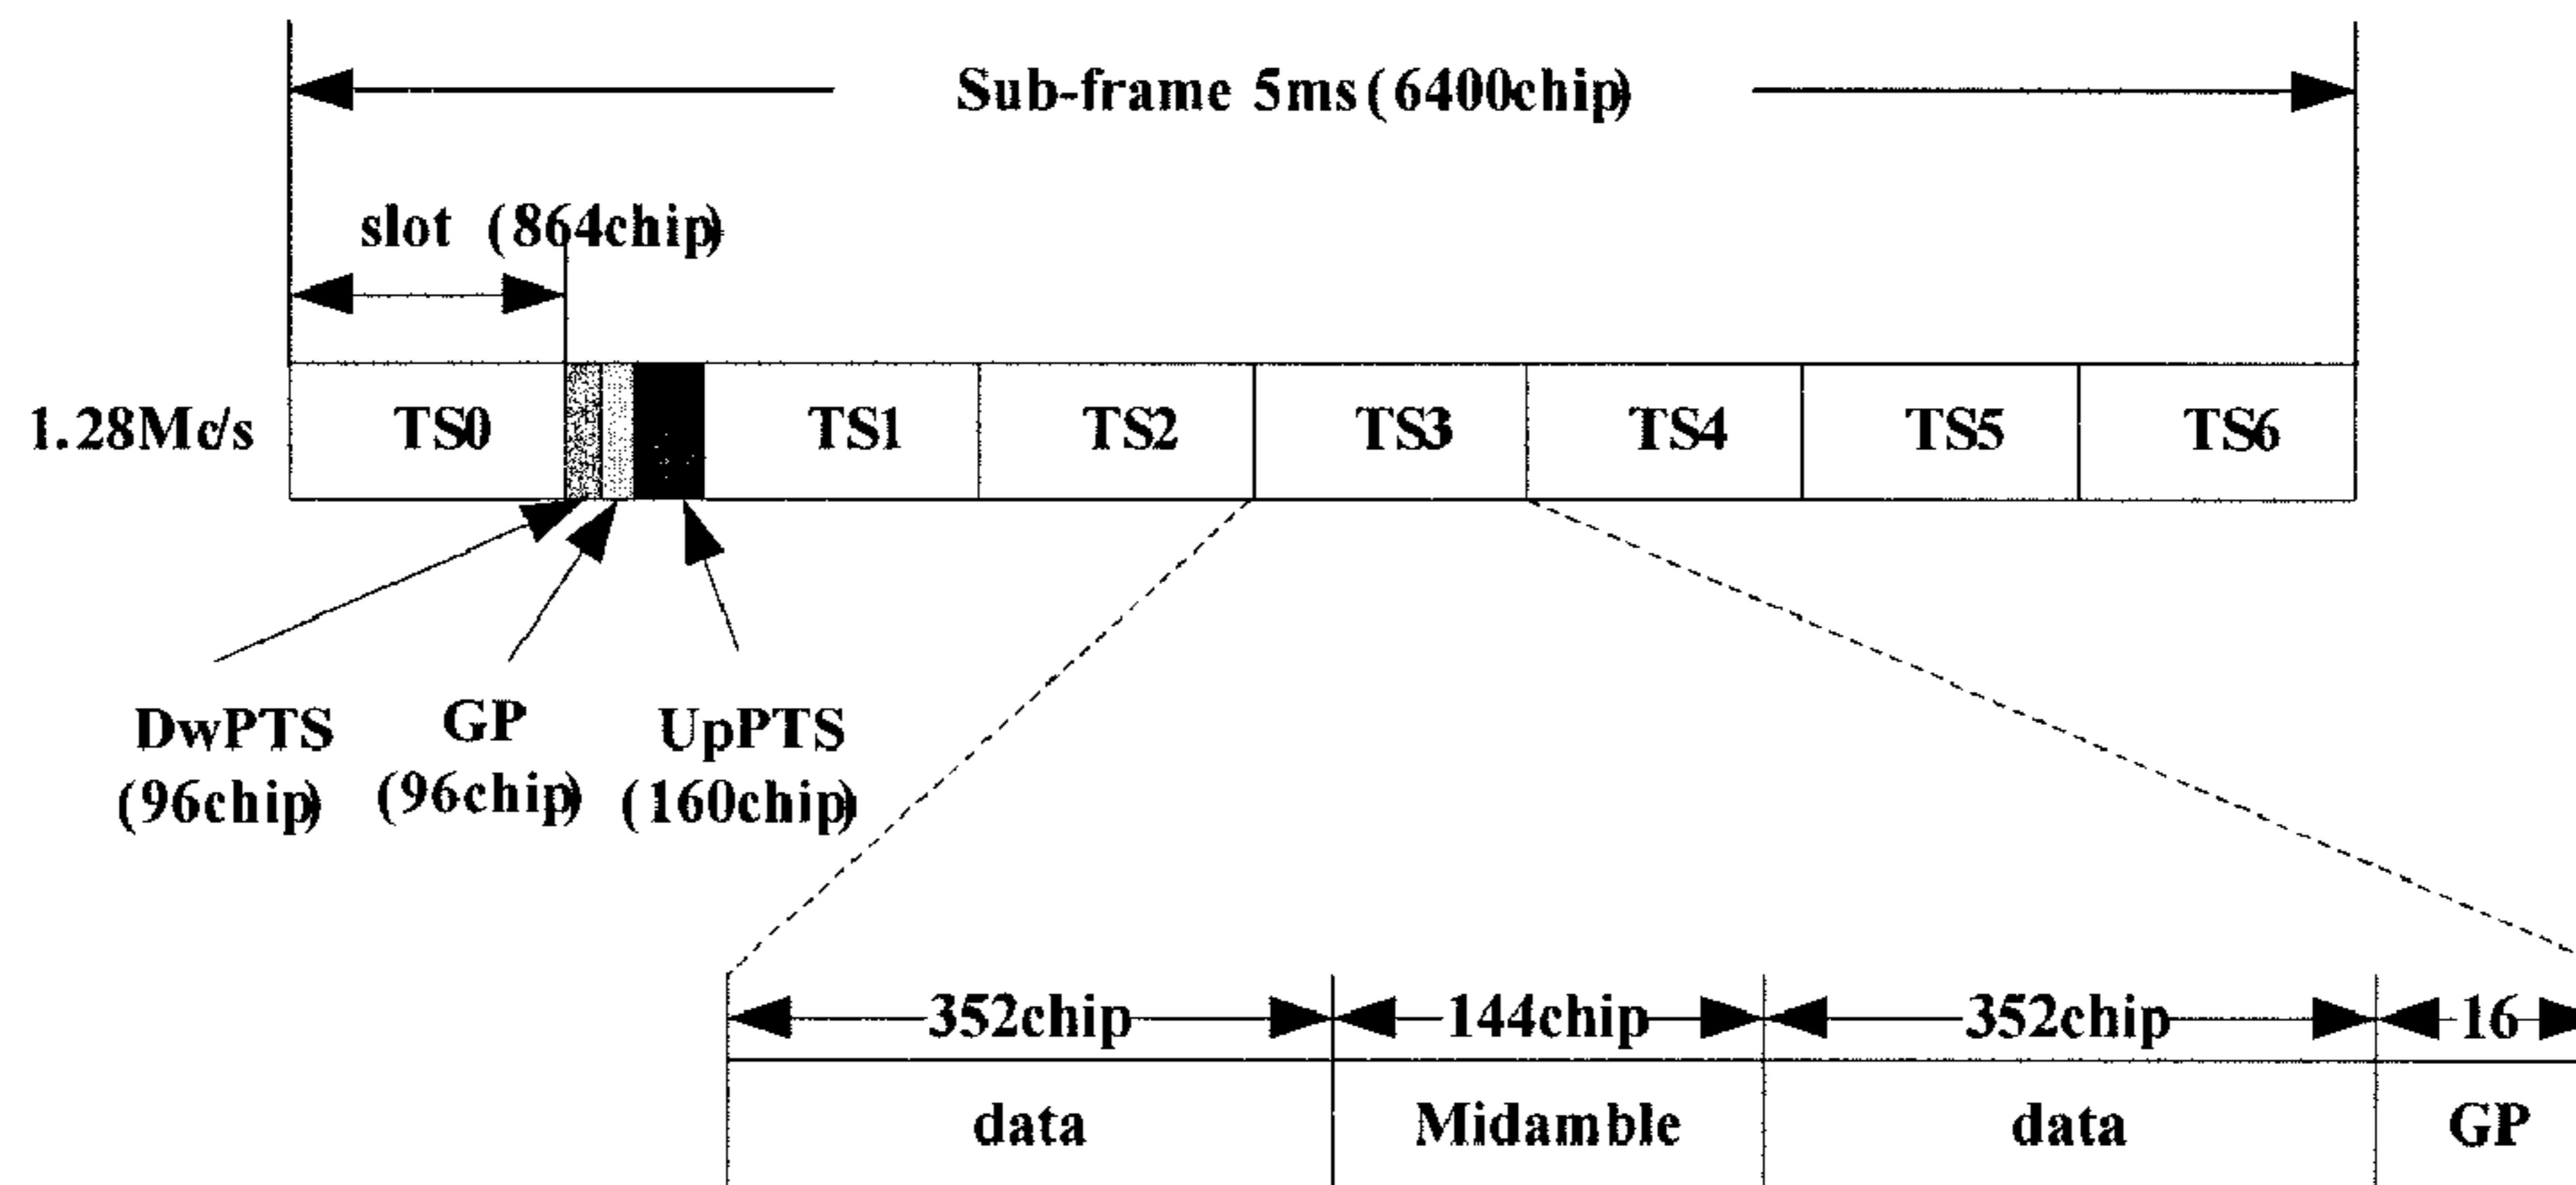 Sub-frame 5ms(6400chip)
slot (864chip)
1.28Mc/s TS0 TS1 TS2 TS3 TS4 TS5 TS6
DwPTS GP UpPTS
(96chip) (96chip) (160chip)
352chip 144chip 352chip 16
data Midamble data GP